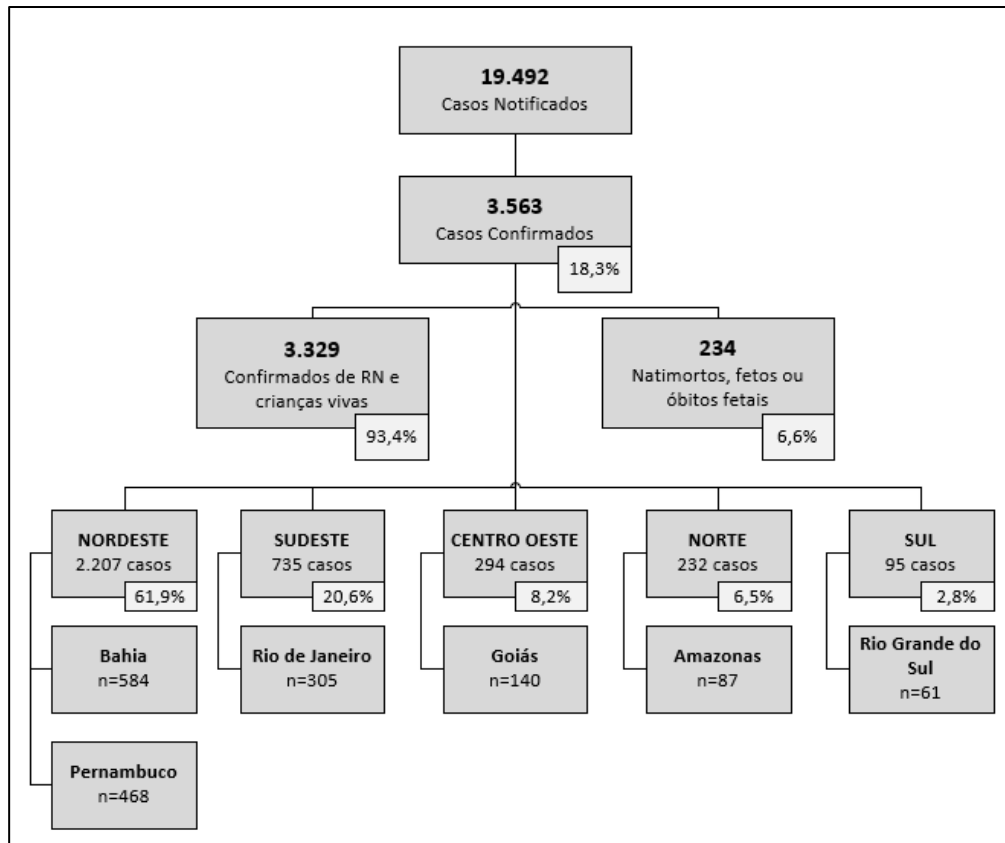 19.492
Casos Notificados
3.563
Casos Confirmados
18,3%
3.329
Confirmados de RN e
crianças vivas
93,4%
234
Natimortos, fetos ou
óbitos fetais
6,6%
NORDESTE
2.207 casos
61,9%
SUDESTE
735 casos
20,6%
CENTRO OESTE
294 casos
8,2%
NORTE
232 casos
6,5%
SUL
95 casos
2,8%
Bahia
n=584
Rio de Janeiro
n=305
Goiás
n=140
Amazonas
n=87
Rio Grande do
Sul
n=61
Pernambuco
n=468